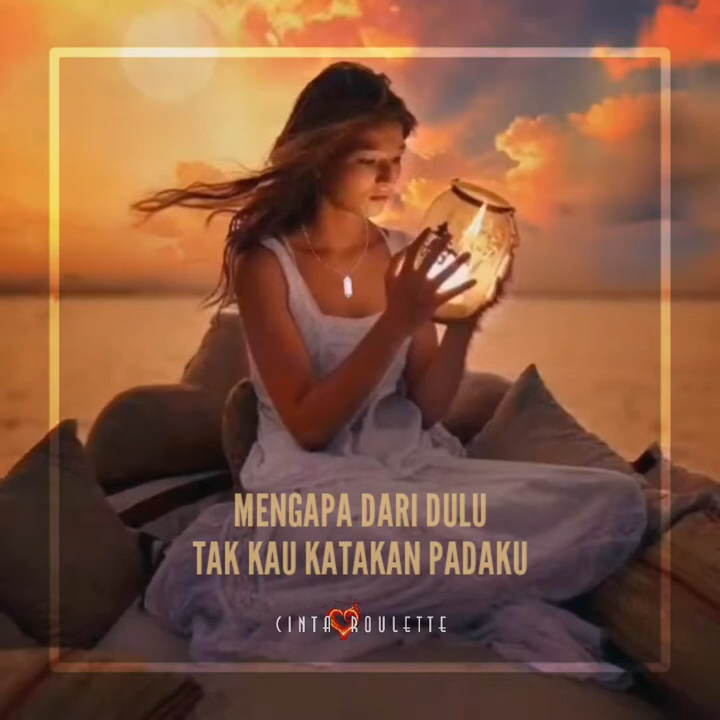 MENGAPA DARI DULU
TAK KAU KATAKAN PADAKU
CINTA ROULETTE